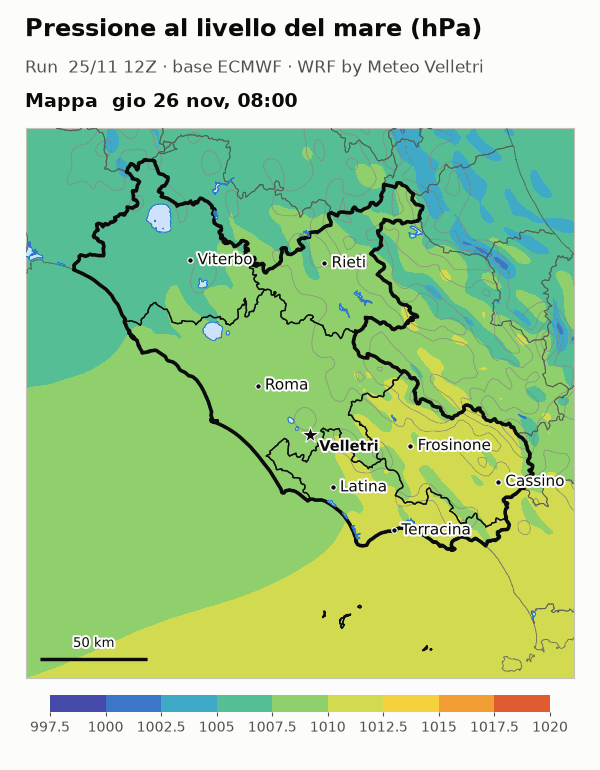 Pressione al livello del mare (hPa)
Run  25/11 12Z · base ECMWF · WRF by Meteo Velletri
Mappa  gio 26 nov, 08:00
Viterbo
Rieti
Roma
Velletri
Frosinone
Latina
Cassino
Terracina
50 km
997.5 1000 1002.5 1005 1007.5 1010 1012.5 1015 1017.5 1020